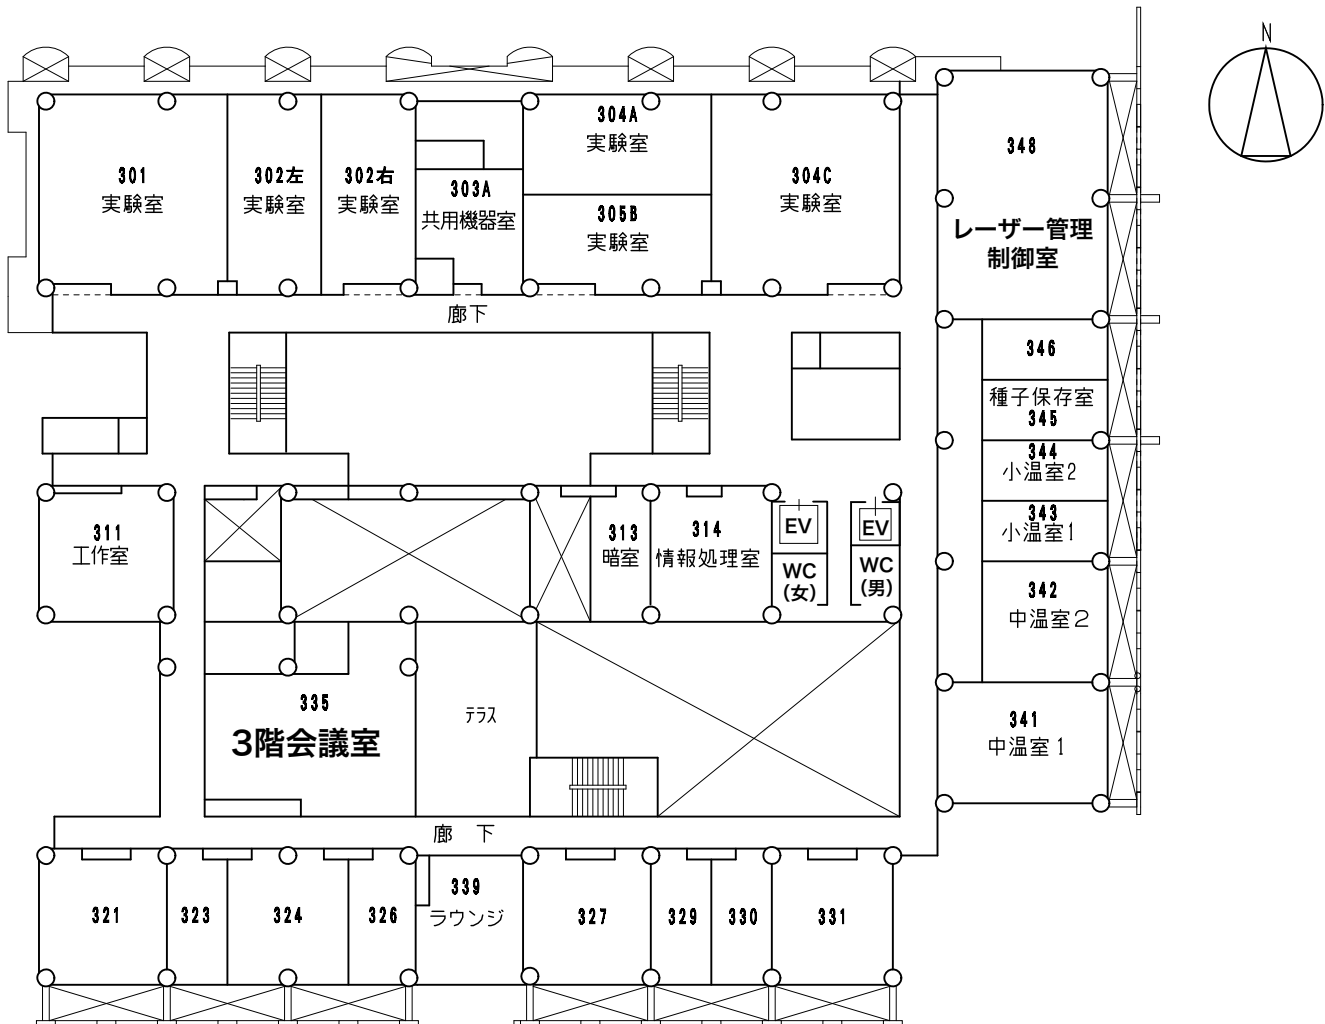 N
301
実験室
302左
実験室
302右
実験室
303A
共用機器室
304A
実験室
305B
実験室
304C
実験室
348
レーザー管理
制御室
廊下
346
種子保存室
345
344
小温室2
343
小温室1
342
中温室2
341
中温室1
311
工作室
313
暗室
314
情報処理室
EV
WC
(女)
EV
WC
(男)
335
3階会議室
テラス
廊下
321
323
324
326
339
ラウンジ
327
329
330
331